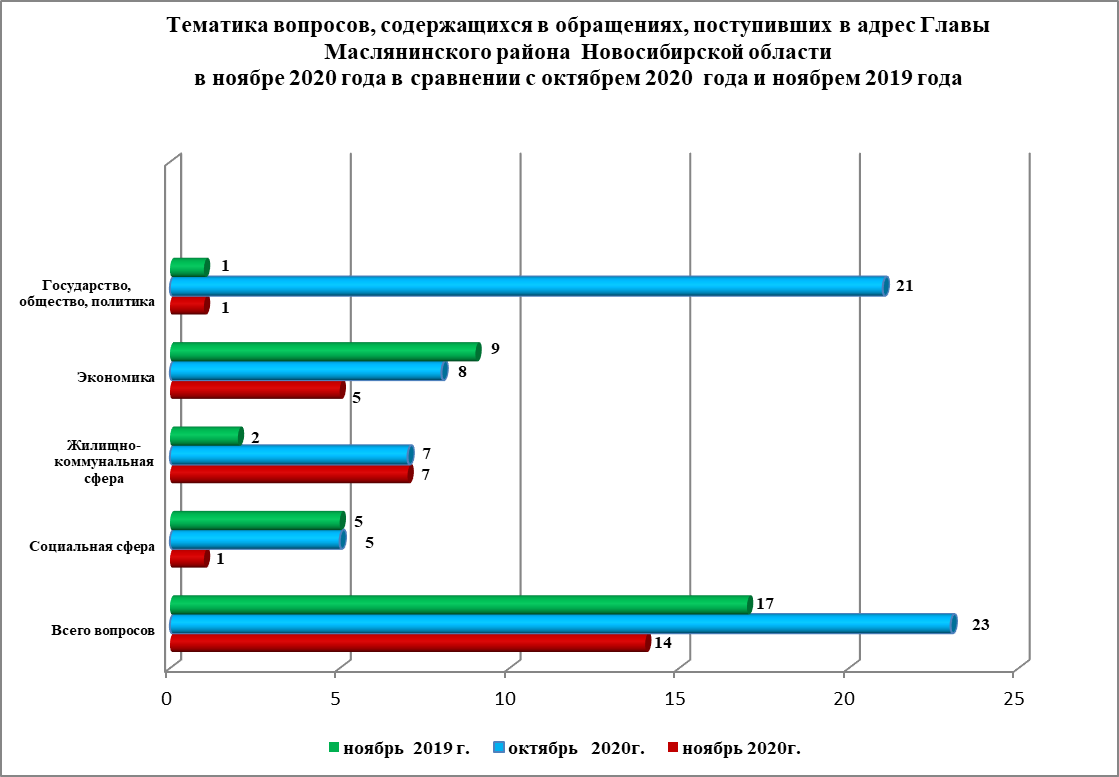 Тематика вопросов, содержащихся в обращениях, поступивших в адрес Главы
Маслянинского района Новосибирской области
в ноябре 2020 года в сравнении с октябрем 2020 года и ноябрем 2019 года
Государство,
общество, политика
1
21
1
Экономика
9
8
5
Жилищно-
коммунальная
сфера
2
7
7
Социальная сфера
5
5
1
Всего вопросов
17
23
14
0 5 10 15 20 25
ноябрь 2019 г. октябрь 2020г. ноябрь 2020г.